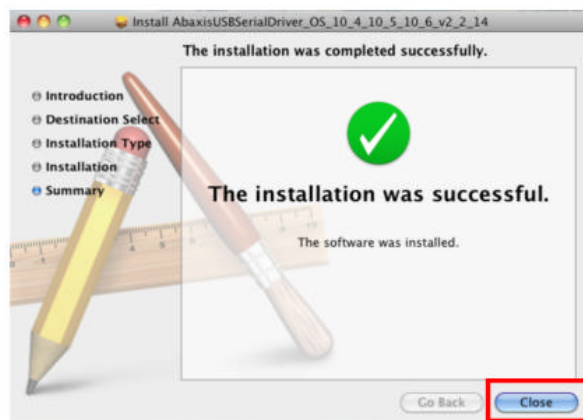 Install AbaxisUSBSerialDriver_OS_10_4_10_5_10_6_v2_2_14
The installation was completed successfully.
Introduction
Destination Select
Installation Type
Installation
Summary
The installation was successful.
The software was installed.
Go Back
Close